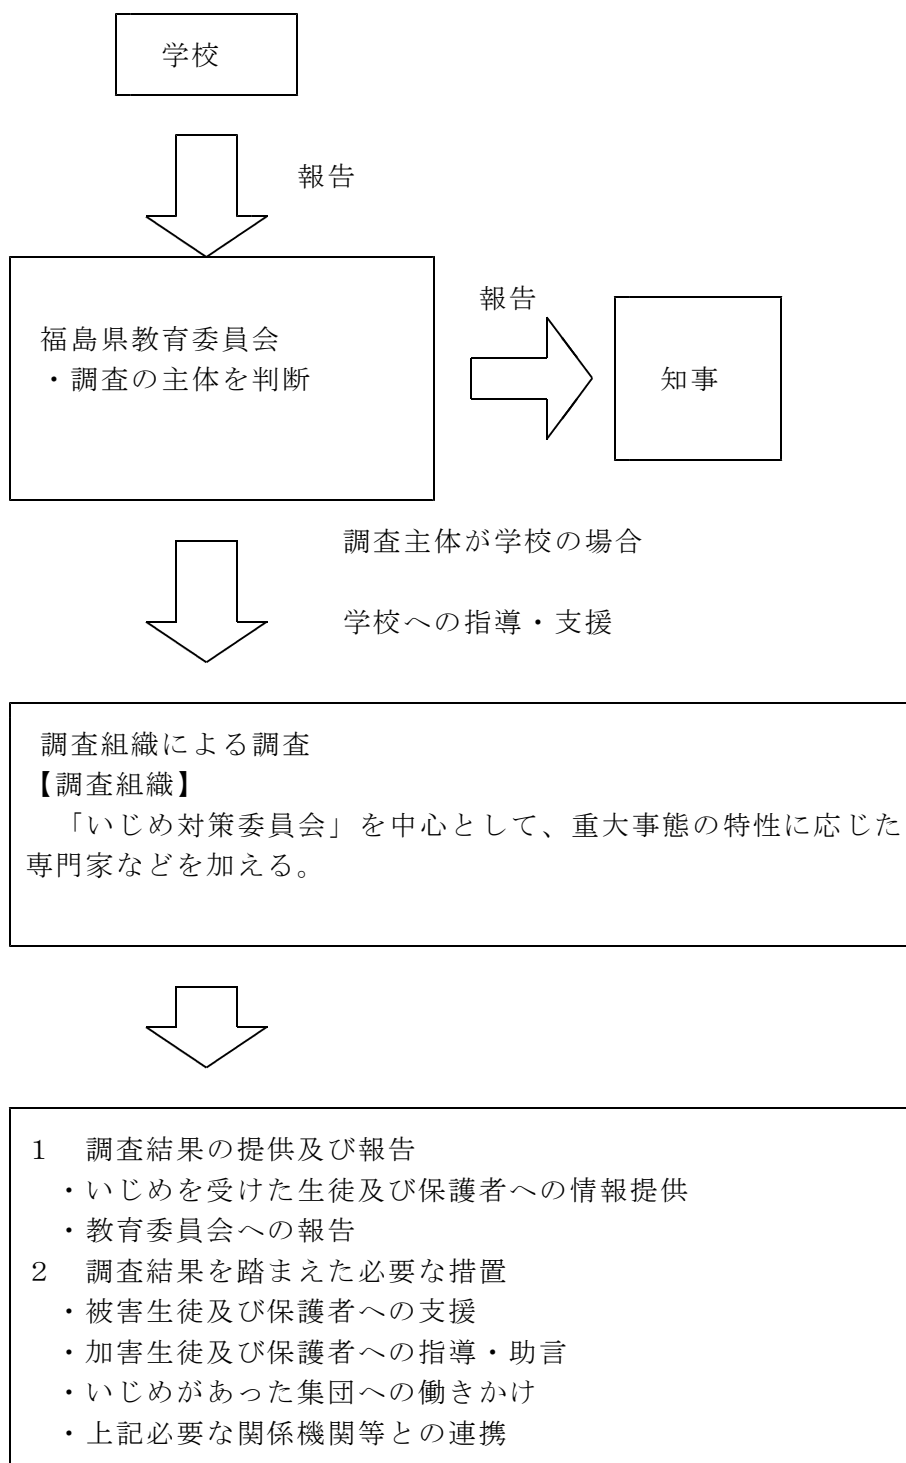 学校
報告
福島県教育委員会
・調査の主体を判断
報告
知事
調査主体が学校の場合
学校への指導・支援
調査組織による調査
【調査組織】
「いじめ対策委員会」を中心として、重大事態の特性に応じた
専門家などを加える。
１　調査結果の提供及び報告
・いじめを受けた生徒及び保護者への情報提供
・教育委員会への報告
２　調査結果を踏まえた必要な措置
・被害生徒及び保護者への支援
・加害生徒及び保護者への指導・助言
・いじめがあった集団への働きかけ
・上記必要な関係機関等との連携